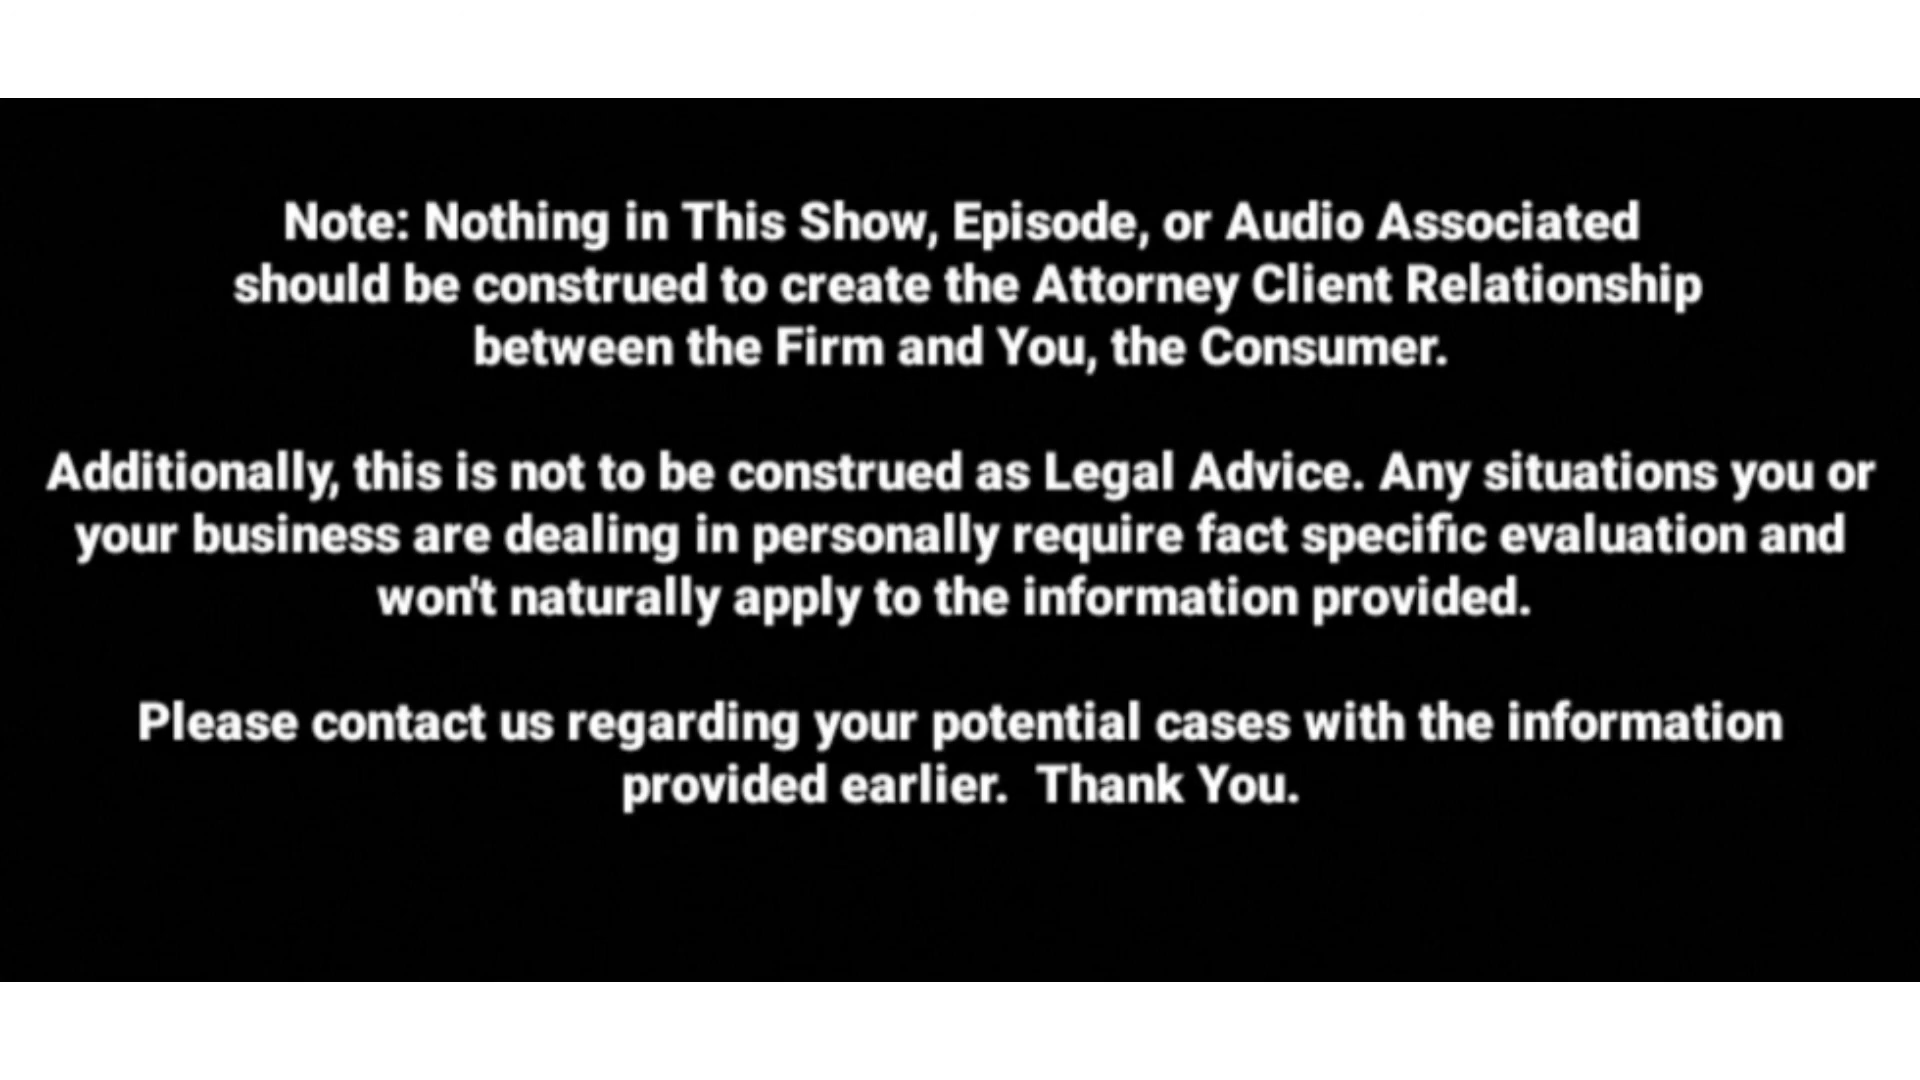 Note: Nothing in This Show, Episode, or Audio Associated
should be construed to create the Attorney Client Relationship
between the Firm and You, the Consumer.
Additionally, this is not to be construed as Legal Advice. Any situations you or
your business are dealing in personally require fact specific evaluation and
won't naturally apply to the information provided.
Please contact us regarding your potential cases with the information
provided earlier.  Thank You.